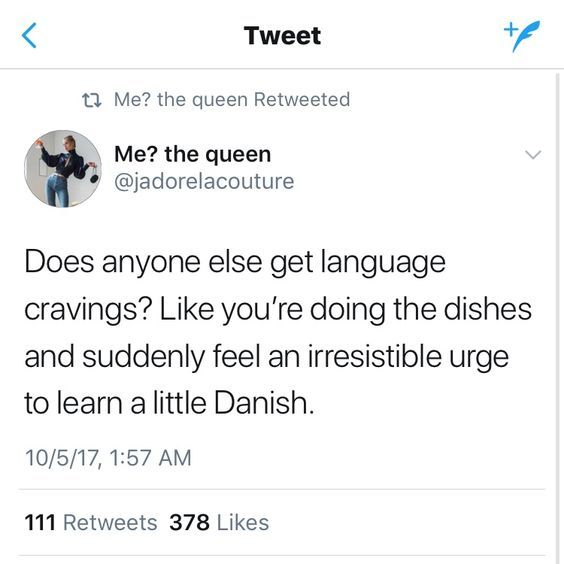 Tweet
Me? the queen Retweeted
Me? the queen
@jadorelacouture
Does anyone else get language
cravings? Like you’re doing the dishes
and suddenly feel an irresistible urge
to learn a little Danish.
10/5/17, 1:57 AM
111 Retweets 378 Likes